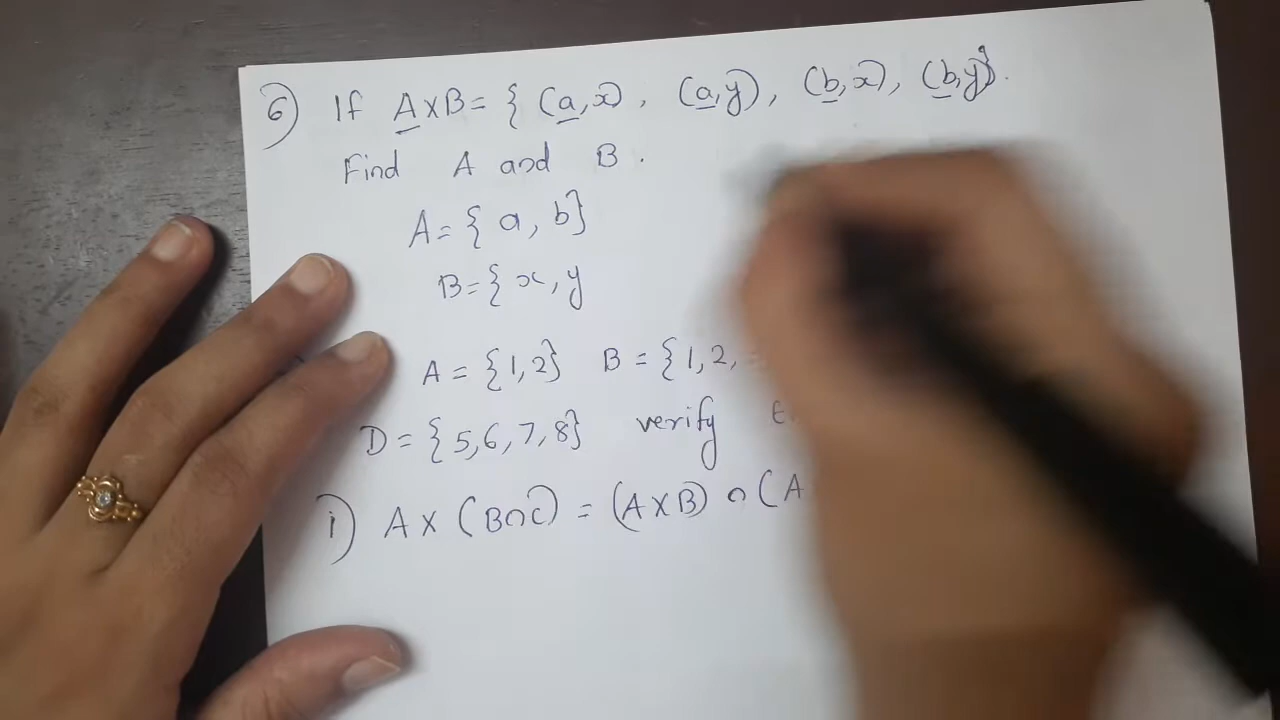 6) If A×B = { (a,x), (a,y), (b,x), (b,y)}.
Find A and B.
A = { a, b}
B = { x, y
A = {1,2} B = {1, 2,
D = {5,6,7,8} verify
i) A × (B∩C) = (A×B) ∩ (A